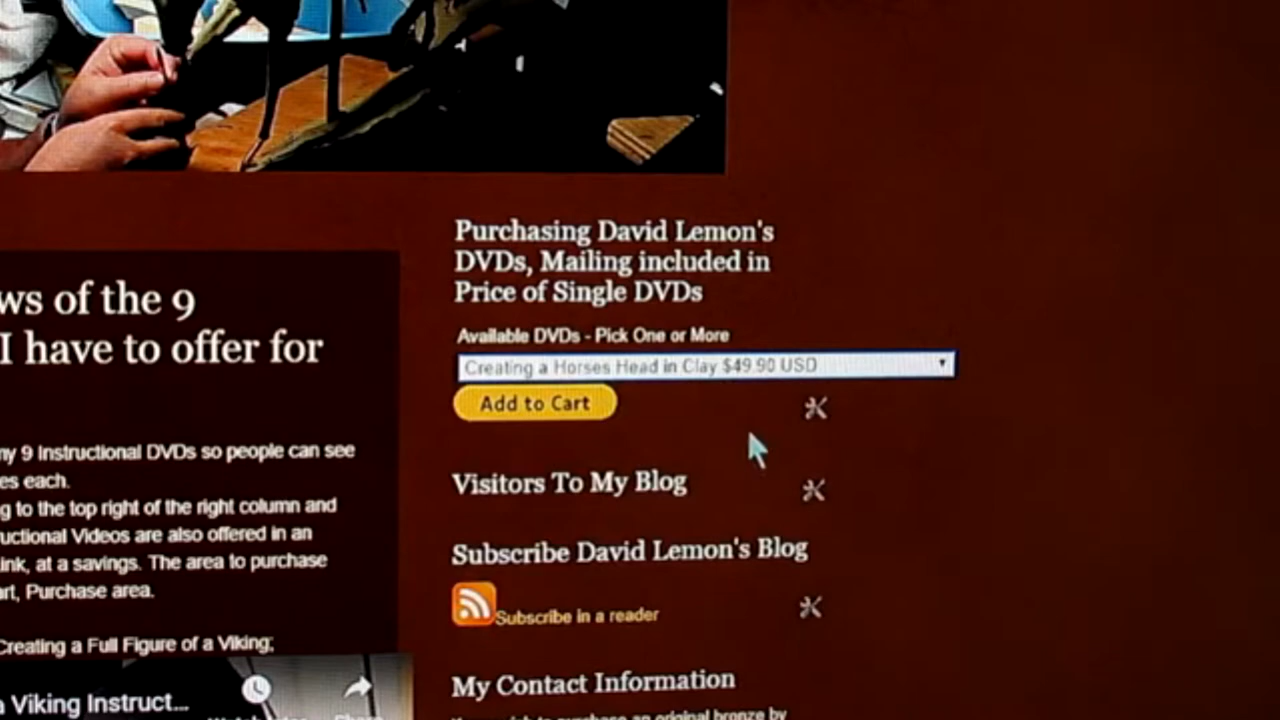 ws of the 9
I have to offer for
my 9 Instructional DVDs so people can see
es each.
g to the top right of the right column and
uctional Videos are also offered in an
ink, at a savings. The area to purchase
art, Purchase area.
Creating a Full Figure of a Viking;
a Viking Instruct...
Purchasing David Lemon's
DVDs, Mailing included in
Price of Single DVDs
Available DVDs - Pick One or More
Creating a Horses Head in Clay $49.90 USD
Add to Cart
Visitors To My Blog
Subscribe David Lemon's Blog
Subscribe in a reader
My Contact Information